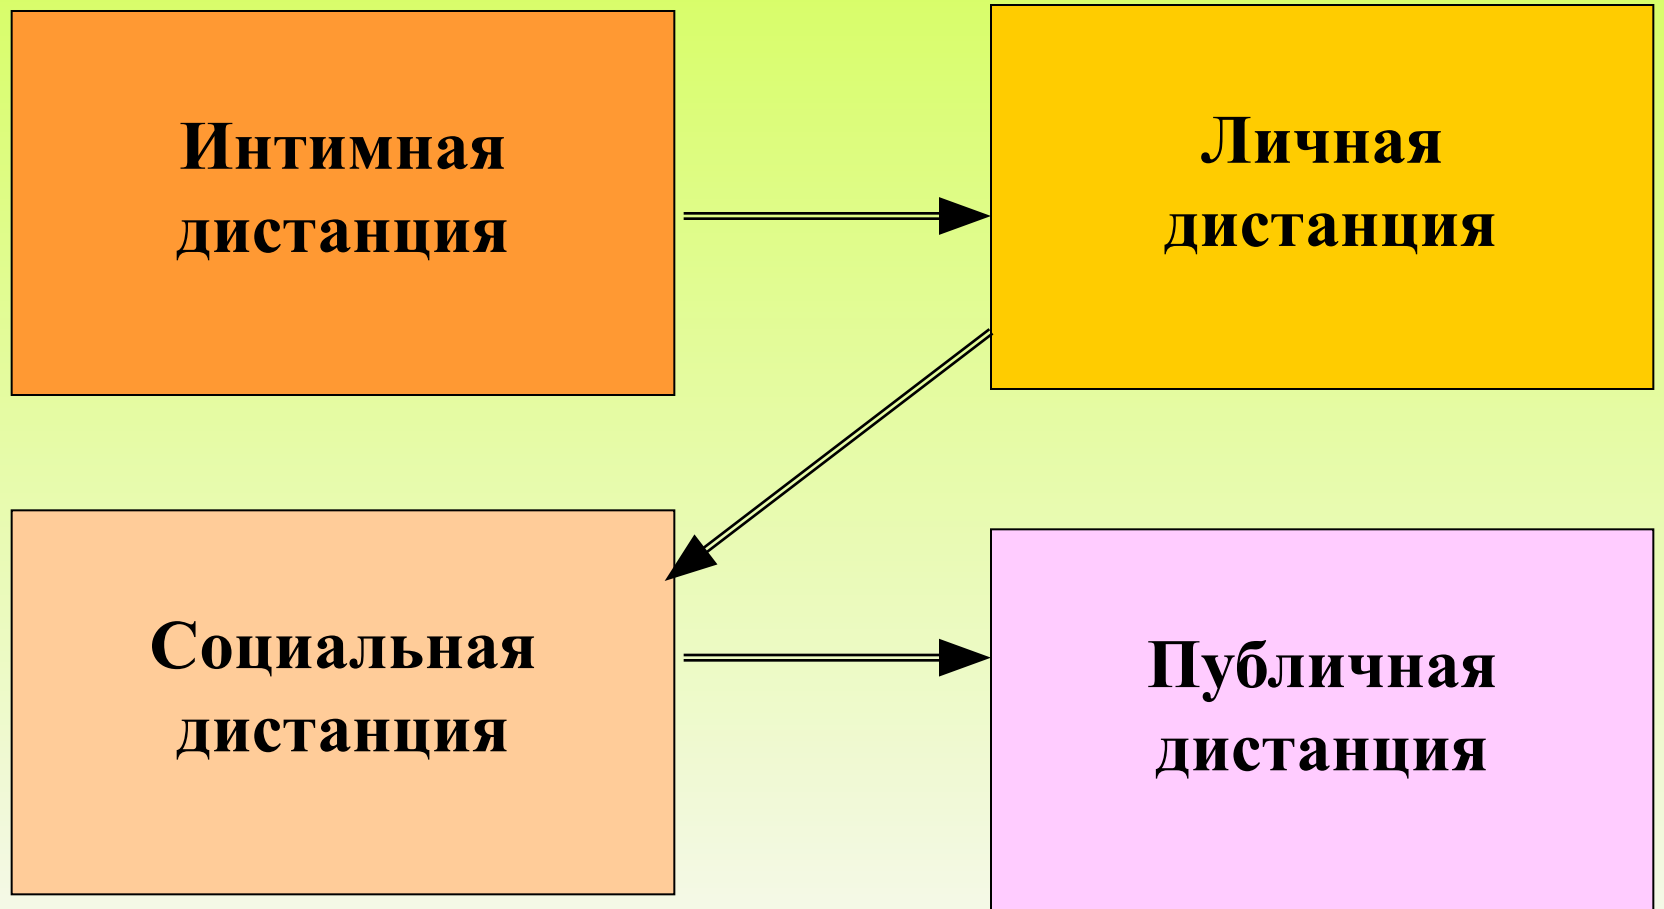 Интимная
дистанция
Личная
дистанция
Социальная
дистанция
Публичная
дистанция